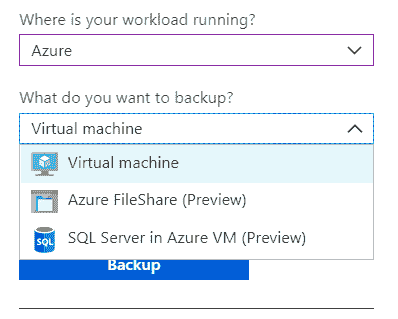 Where is your workload running?
Azure
What do you want to backup?
Virtual machine
Virtual machine
Azure FileShare (Preview)
SQL
SQL Server in Azure VM (Preview)
Backup